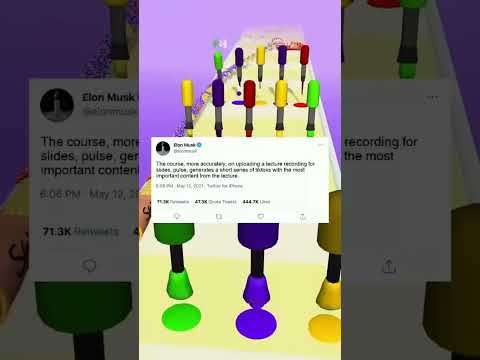 Elon Musk
@elonmusk
The course, more accurately, on uploading a lecture recording for
slides, pulse, generates a short series of tiktoks with the most
important content from the lecture.
6:06 PM · May 12, 2021 · Twitter for iPhone
71.3K Retweets 47.3K Quote Tweets 444.7K Likes
Elon Musk
@elonmusk
The course, mo
recording for
slides, pulse, gene
the most
important content
6:06 PM · May 12, 20
71.3K Retweets